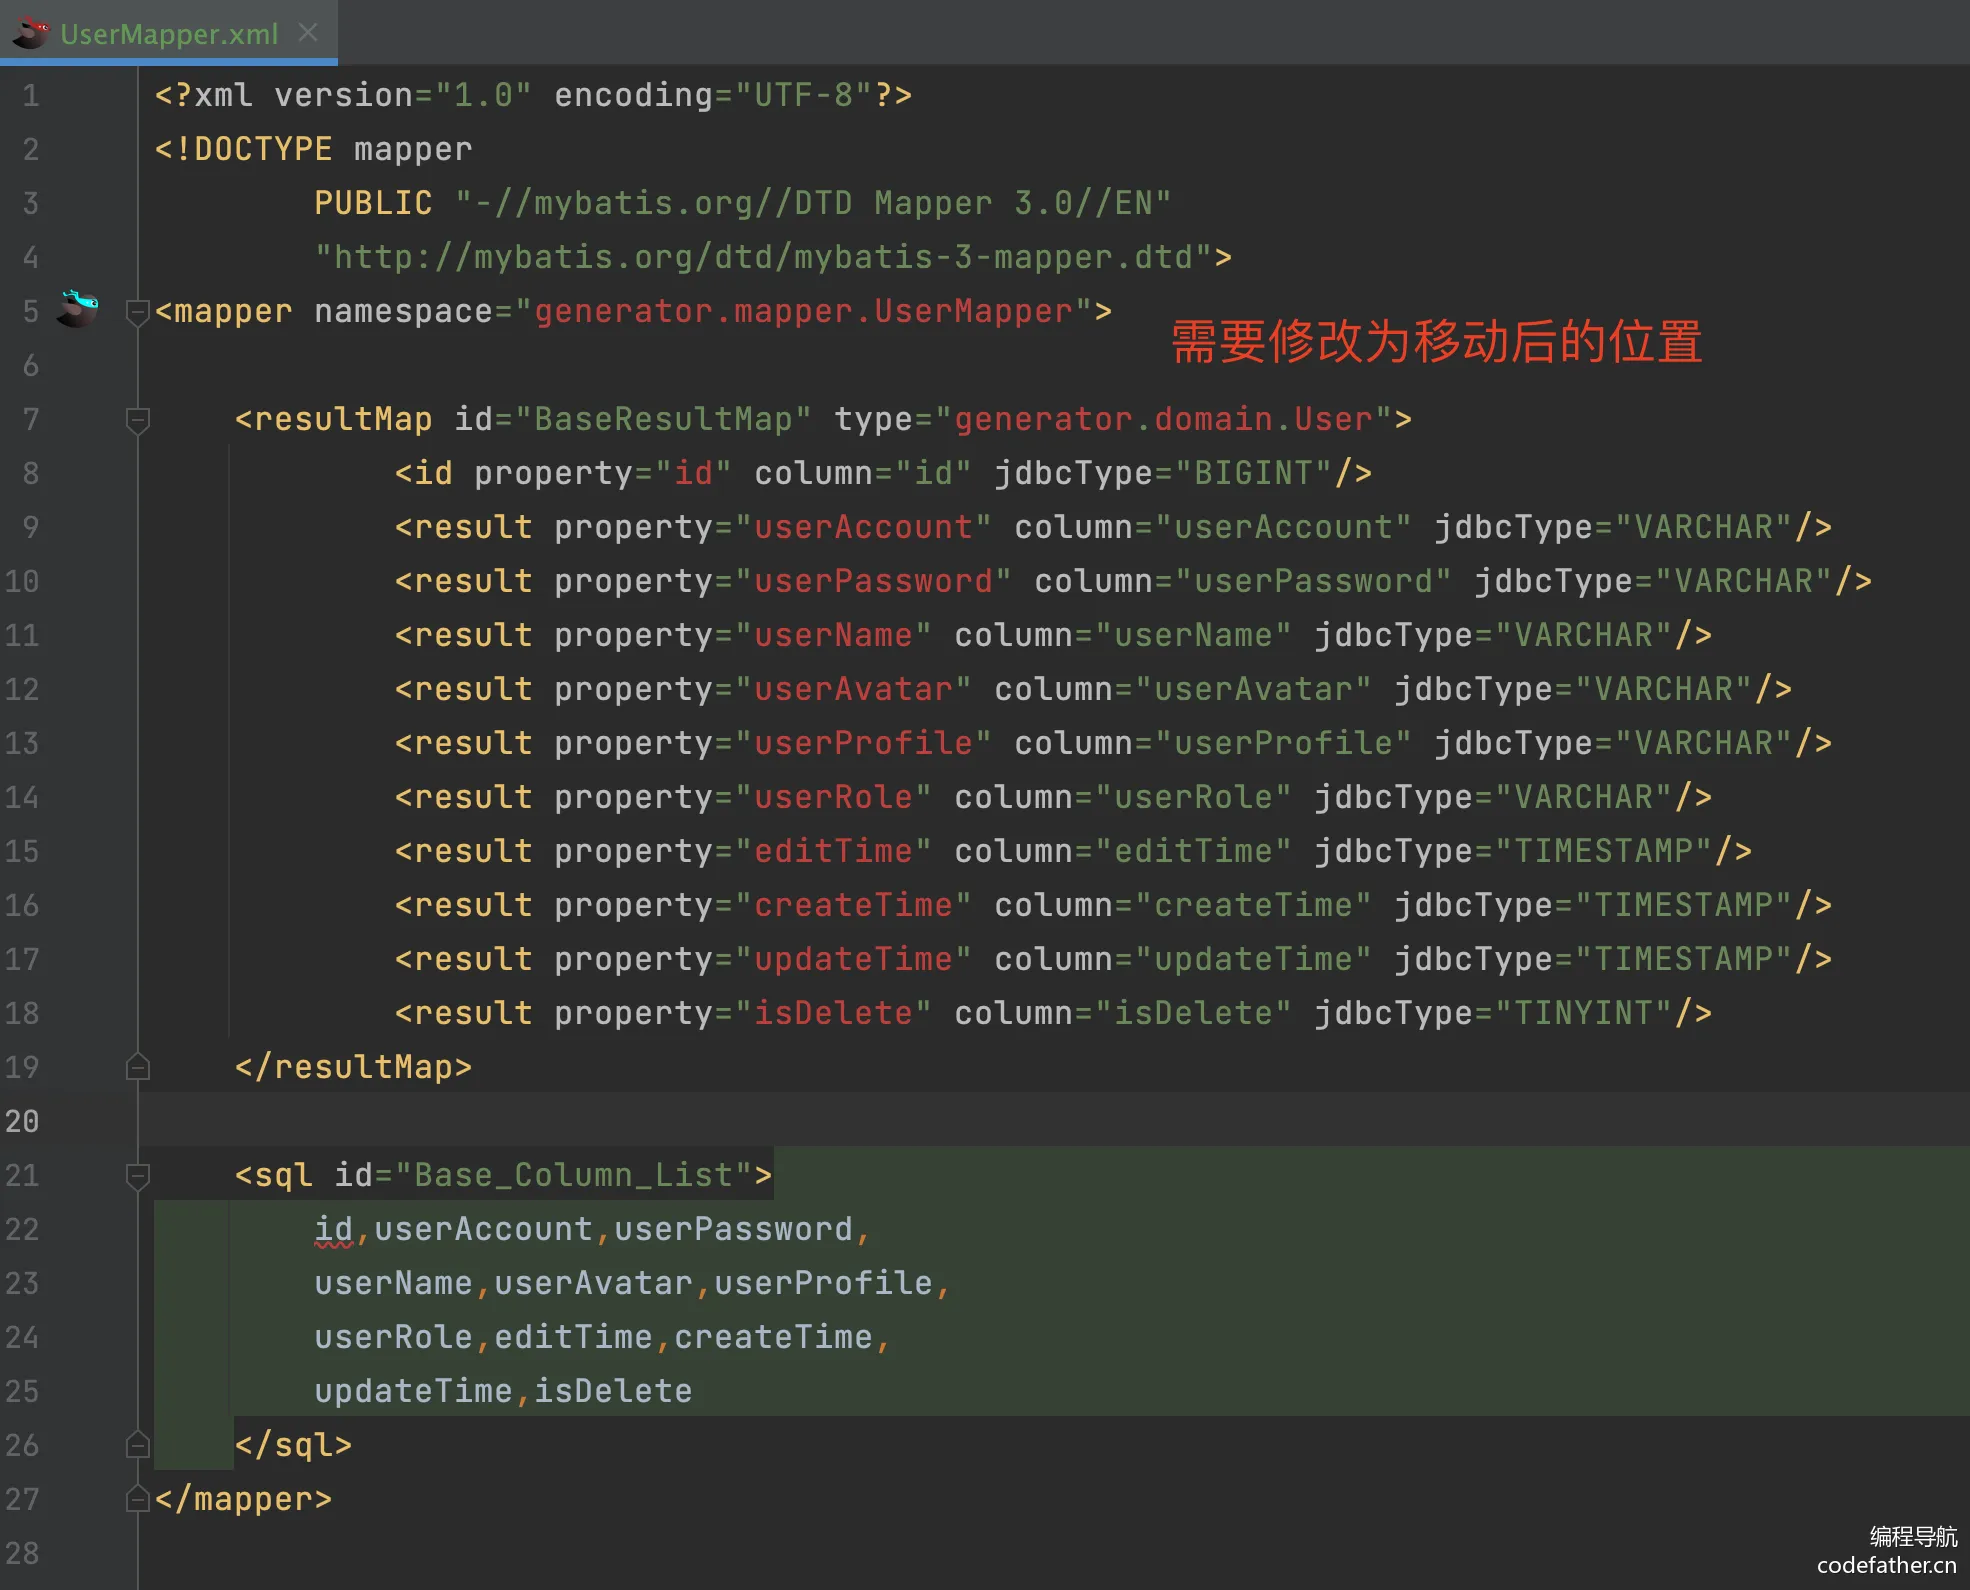 UserMapper.xml
1 <?xml version="1.0" encoding="UTF-8"?>
2 <!DOCTYPE mapper
3 PUBLIC "-//mybatis.org//DTD Mapper 3.0//EN"
4 "http://mybatis.org/dtd/mybatis-3-mapper.dtd">
5 <mapper namespace="generator.mapper.UserMapper">
需要修改为移动后的位置
6
7 <resultMap id="BaseResultMap" type="generator.domain.User">
8 <id property="id" column="id" jdbcType="BIGINT"/>
9 <result property="userAccount" column="userAccount" jdbcType="VARCHAR"/>
10 <result property="userPassword" column="userPassword" jdbcType="VARCHAR"/>
11 <result property="userName" column="userName" jdbcType="VARCHAR"/>
12 <result property="userAvatar" column="userAvatar" jdbcType="VARCHAR"/>
13 <result property="userProfile" column="userProfile" jdbcType="VARCHAR"/>
14 <result property="userRole" column="userRole" jdbcType="VARCHAR"/>
15 <result property="editTime" column="editTime" jdbcType="TIMESTAMP"/>
16 <result property="createTime" column="createTime" jdbcType="TIMESTAMP"/>
17 <result property="updateTime" column="updateTime" jdbcType="TIMESTAMP"/>
18 <result property="isDelete" column="isDelete" jdbcType="TINYINT"/>
19 </resultMap>
20
21 <sql id="Base_Column_List">
22 id,userAccount,userPassword,
23 userName,userAvatar,userProfile,
24 userRole,editTime,createTime,
25 updateTime,isDelete
26 </sql>
27 </mapper>
28
编程导航
codefather.cn